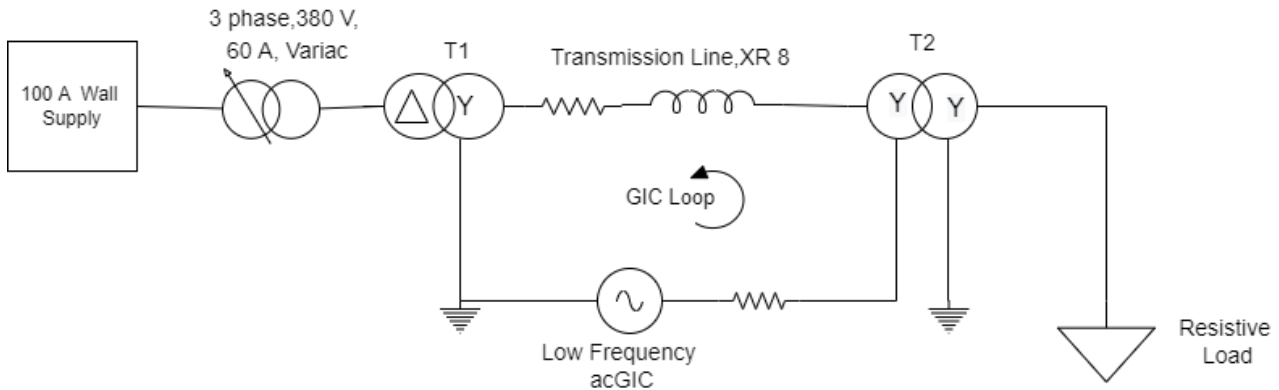 3 phase,380 V,
60 A, Variac
T1
Transmission Line,XR 8
T2
100 A Wall
Supply
Y
Y
Y
GIC Loop
Low Frequency
acGIC
Resistive
Load